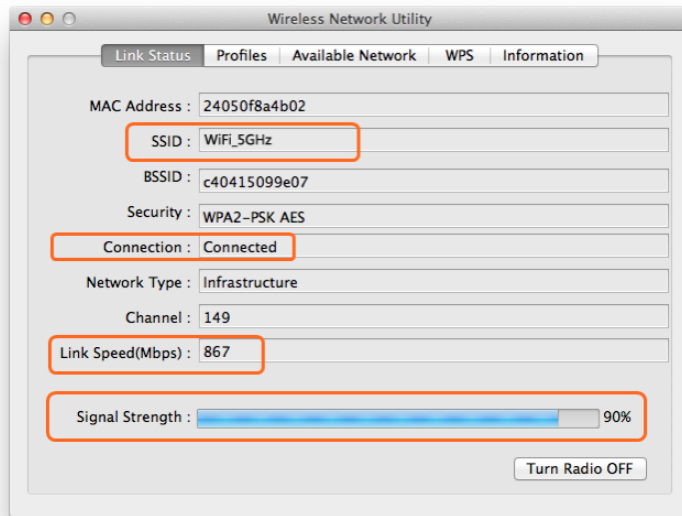 Wireless Network Utility
Link Status Profiles Available Network WPS Information
MAC Address : 24050f8a4b02
SSID : WiFi_5GHz
BSSID : c40415099e07
Security : WPA2-PSK AES
Connection : Connected
Network Type : Infrastructure
Channel : 149
Link Speed(Mbps) : 867
Signal Strength : 90%
Turn Radio OFF